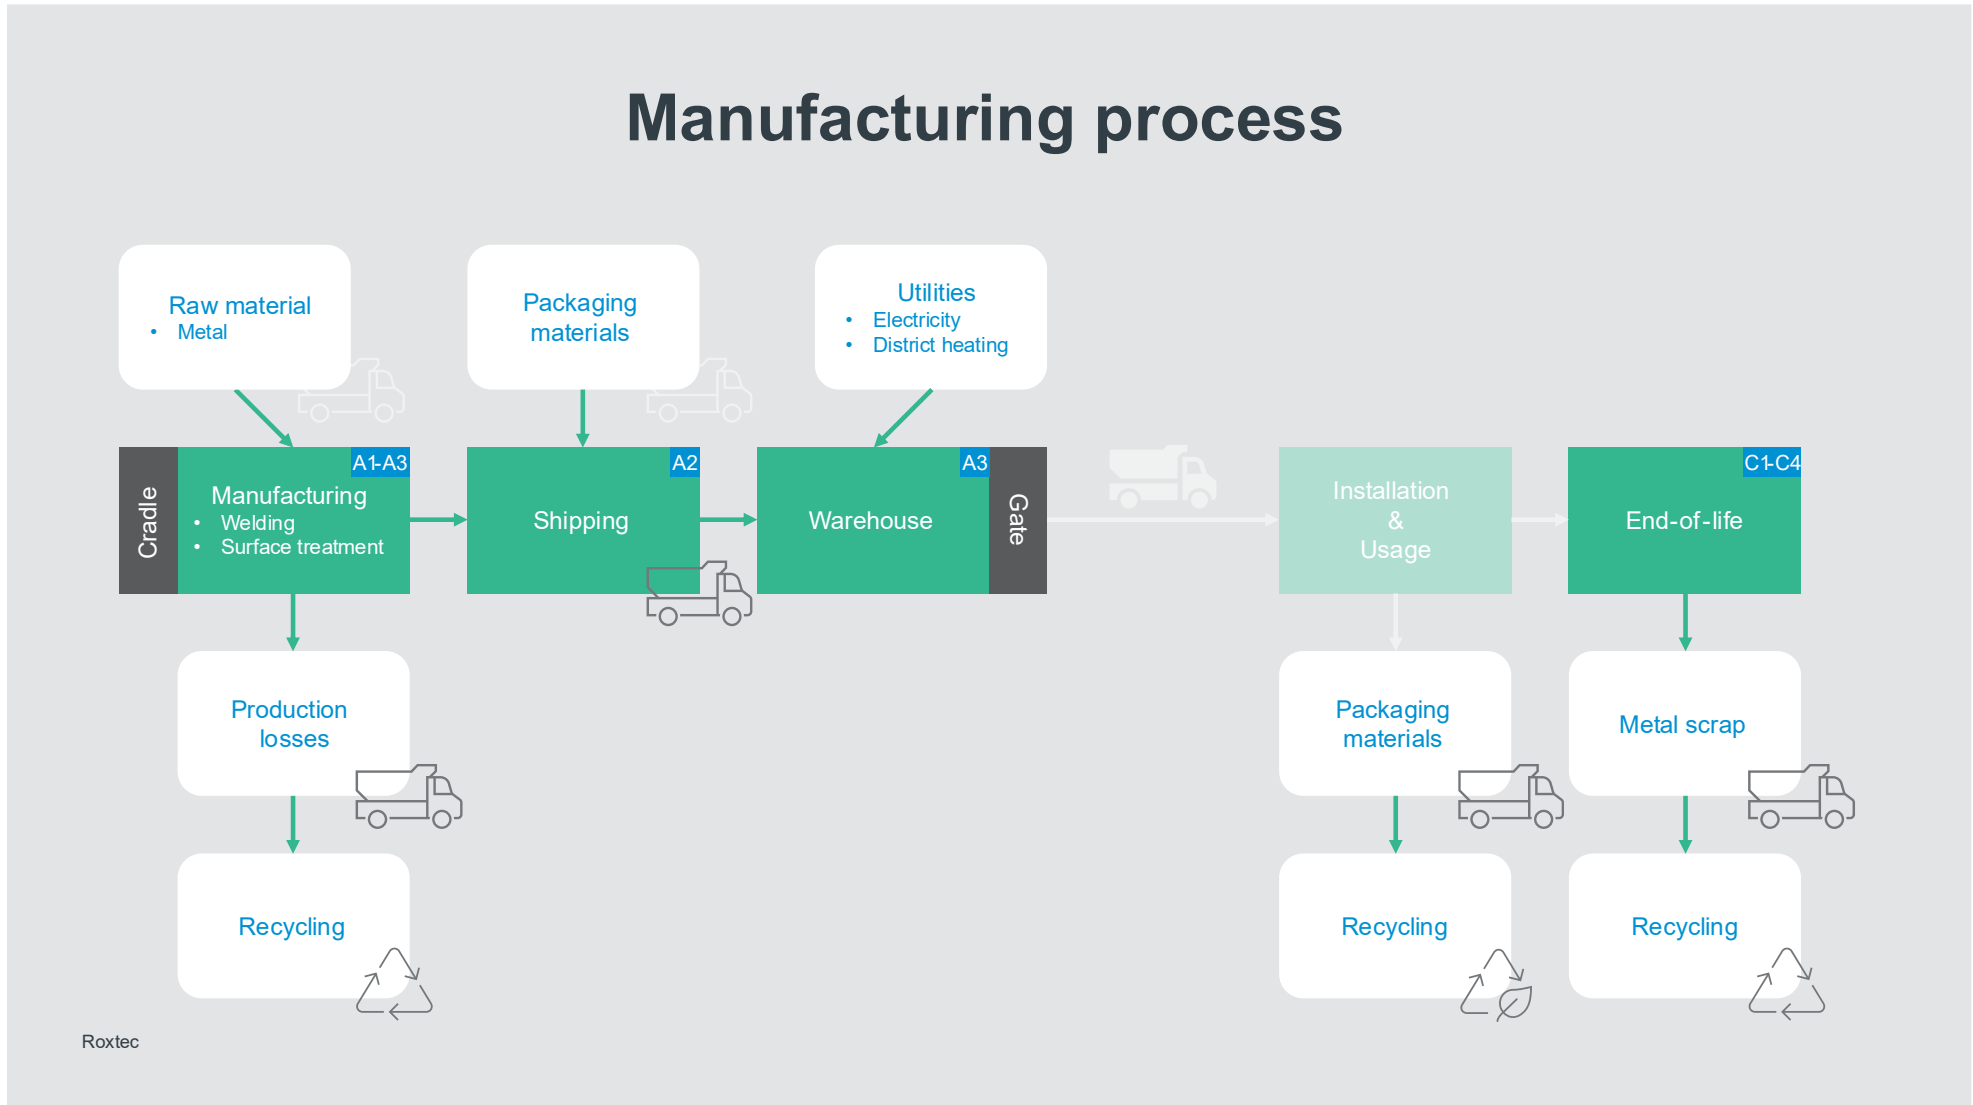 Manufacturing process
Raw material
• Metal
Packaging
materials
Utilities
• Electricity
• District heating
Cradle
A1-A3
Manufacturing
• Welding
• Surface treatment
A2
Shipping
A3
Warehouse
Gate
Installation
&
Usage
C1-C4
End-of-life
Production
losses
Packaging
materials
Metal scrap
Recycling
Recycling
Recycling
Roxtec